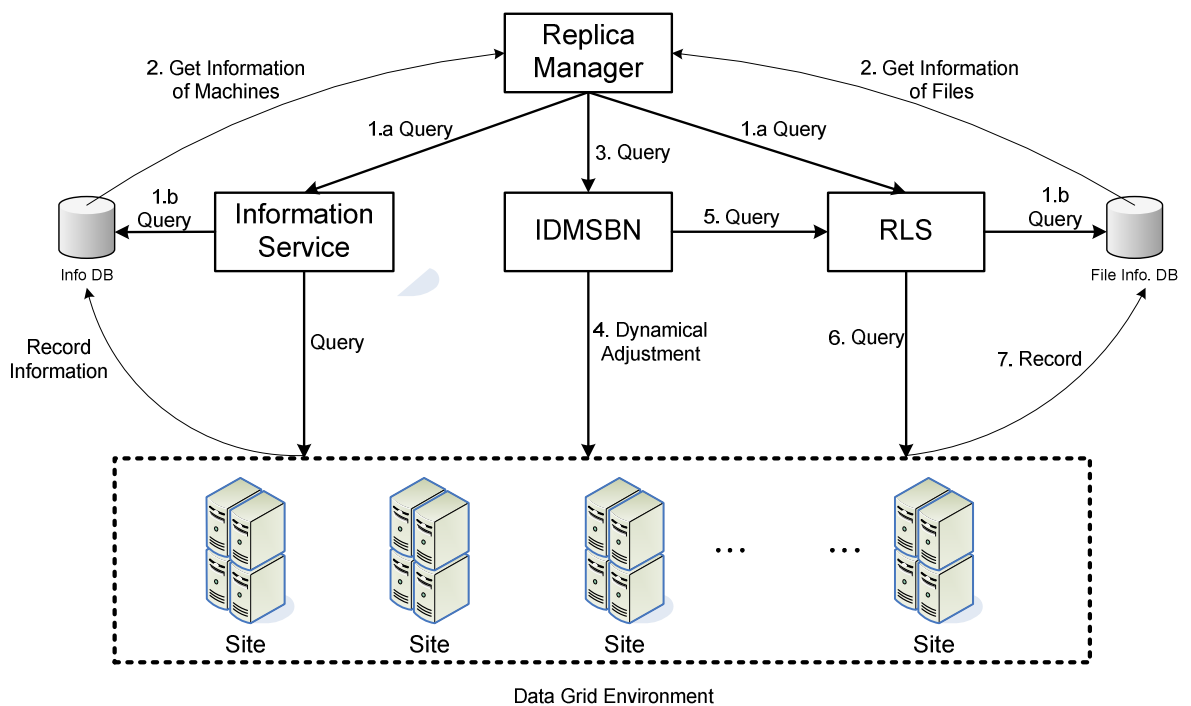 Replica
Manager
2. Get Information
of Machines
2. Get Information
of Files
1.a Query
3. Query
1.a Query
1.b
Query
Information
Service
IDMSBN
5. Query
RLS
1.b
Query
Info DB
File Info. DB
Record
Information
Query
4. Dynamical
Adjustment
6. Query
7. Record
...
...
Site
Site
Site
Site
Data Grid Environment